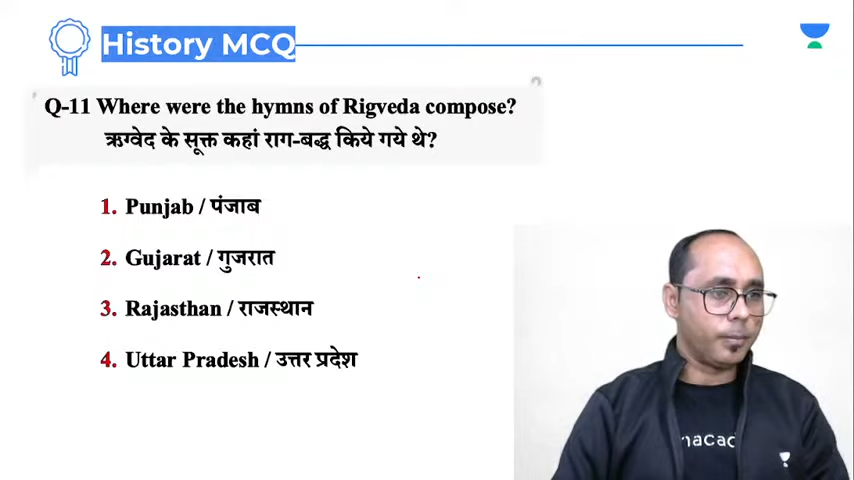 History MCQ
Q-11 Where were the hymns of Rigveda compose?
ऋग्वेद के सूक्त कहां राग-बद्ध किये गये थे?
1. Punjab / पंजाब
2. Gujarat / गुजरात
3. Rajasthan / राजस्थान
4. Uttar Pradesh / उत्तर प्रदेश
nacad